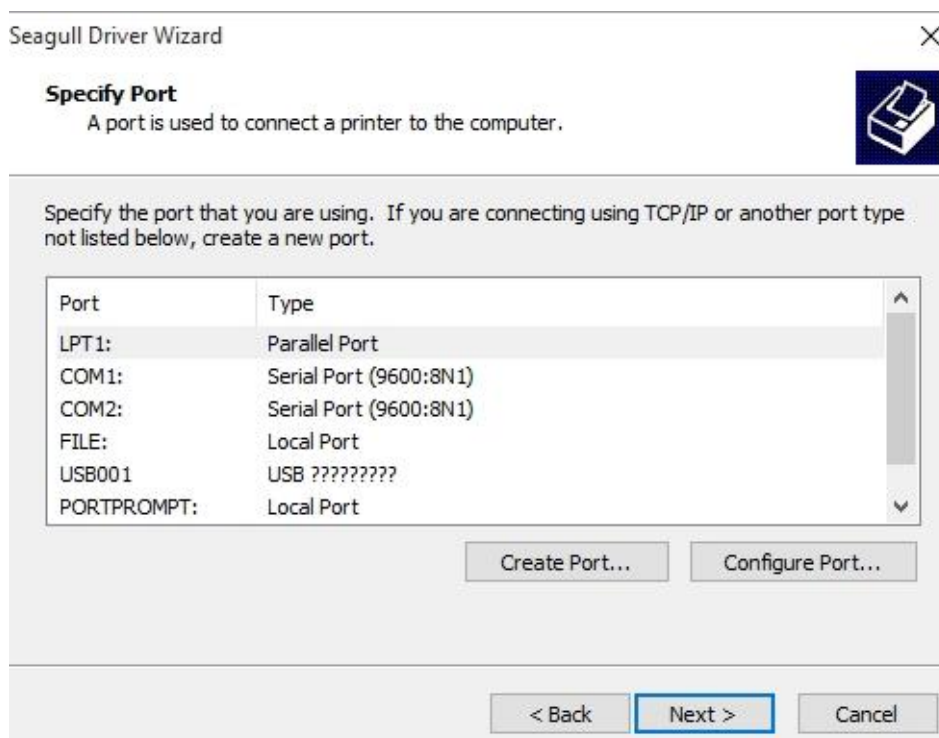 Seagull Driver Wizard
Specify Port
A port is used to connect a printer to the computer.
Specify the port that you are using. If you are connecting using TCP/IP or another port type
not listed below, create a new port.
Port Type
LPT1: Parallel Port
COM1: Serial Port (9600:8N1)
COM2: Serial Port (9600:8N1)
FILE: Local Port
USB001 USB ?????????
PORTPROMPT: Local Port
Create Port... Configure Port...
< Back Next > Cancel